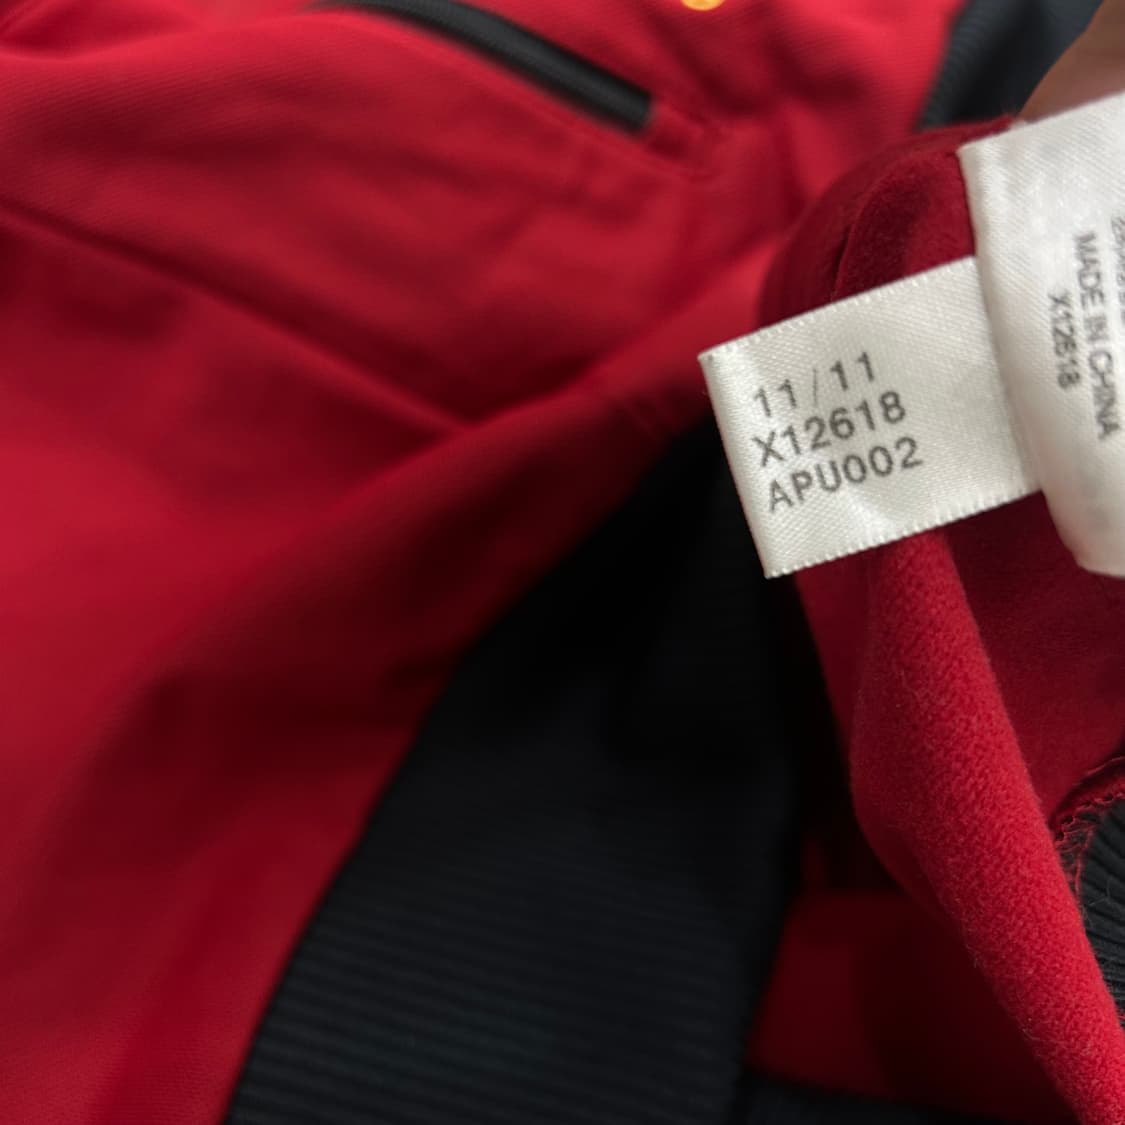 11/11
X12618
APU002
MADE IN CHINA
X12618